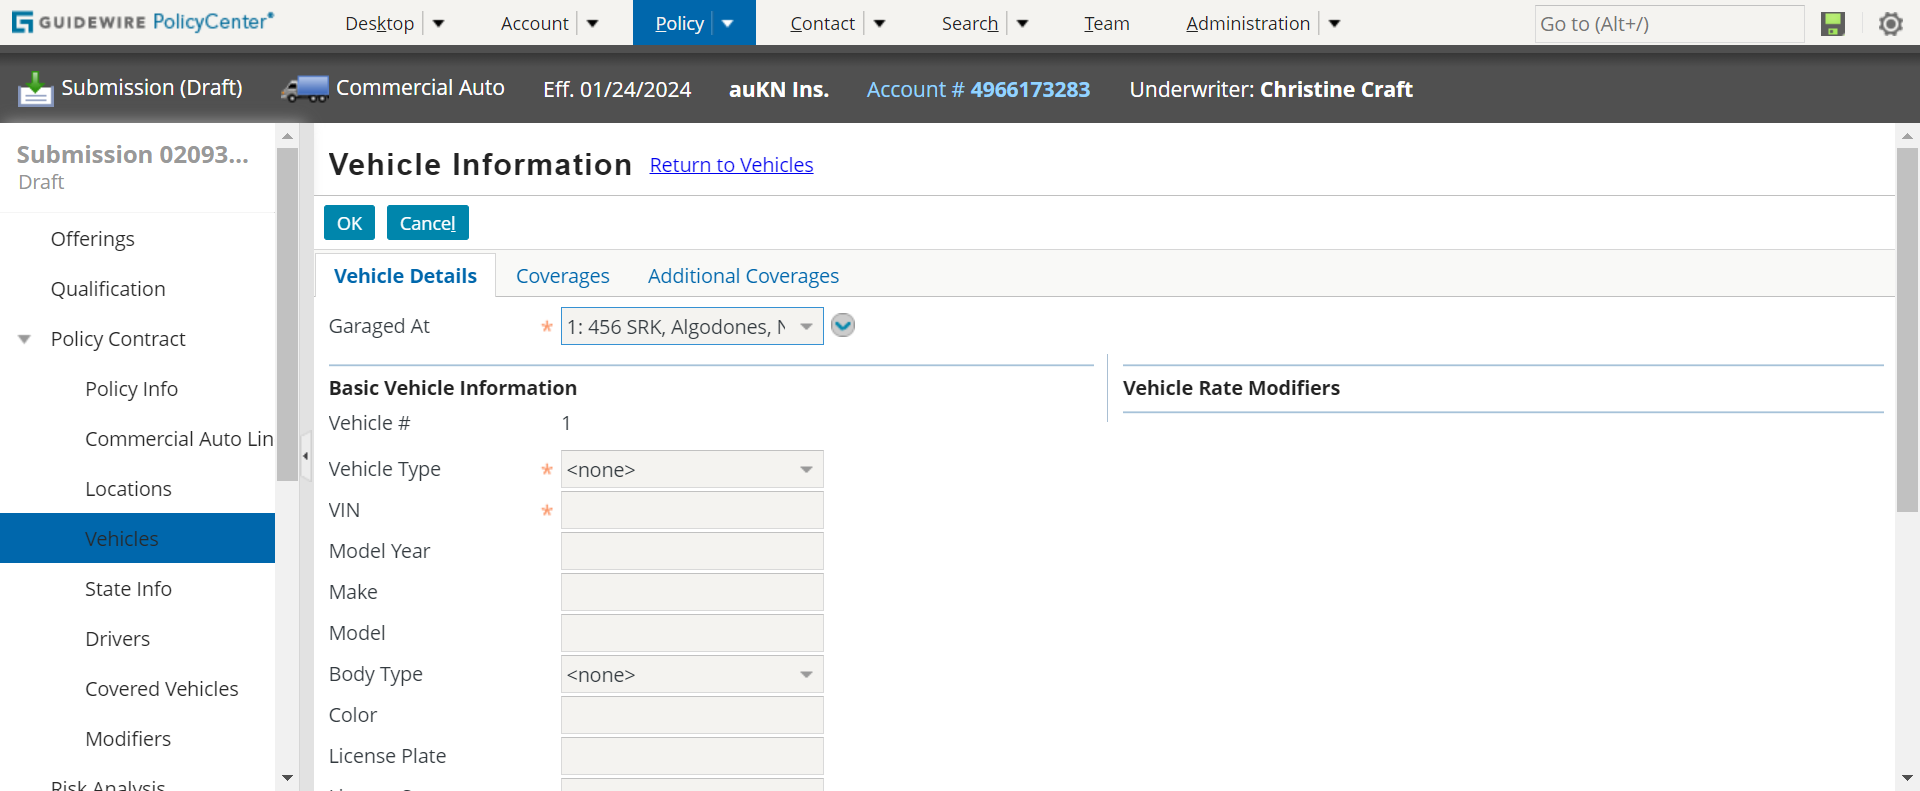 GUIDEWIRE PolicyCenter®
Desktop
Account
Policy
Contact
Search
Team
Administration
Go to (Alt+/)
Submission (Draft)
Commercial Auto
Eff. 01/24/2024
auKN Ins.
Account # 4966173283
Underwriter: Christine Craft
Submission 02093...
Draft
Offerings
Qualification
Policy Contract
Policy Info
Commercial Auto Lin
Locations
Vehicles
State Info
Drivers
Covered Vehicles
Modifiers
Risk Analysis
Vehicle Information
Return to Vehicles
OK
Cancel
Vehicle Details
Coverages
Additional Coverages
Garaged At * 1: 456 SRK, Algodones, N
Basic Vehicle Information
Vehicle # 1
Vehicle Type * <none>
VIN *
Model Year
Make
Model
Body Type <none>
Color
License Plate
Vehicle Rate Modifiers